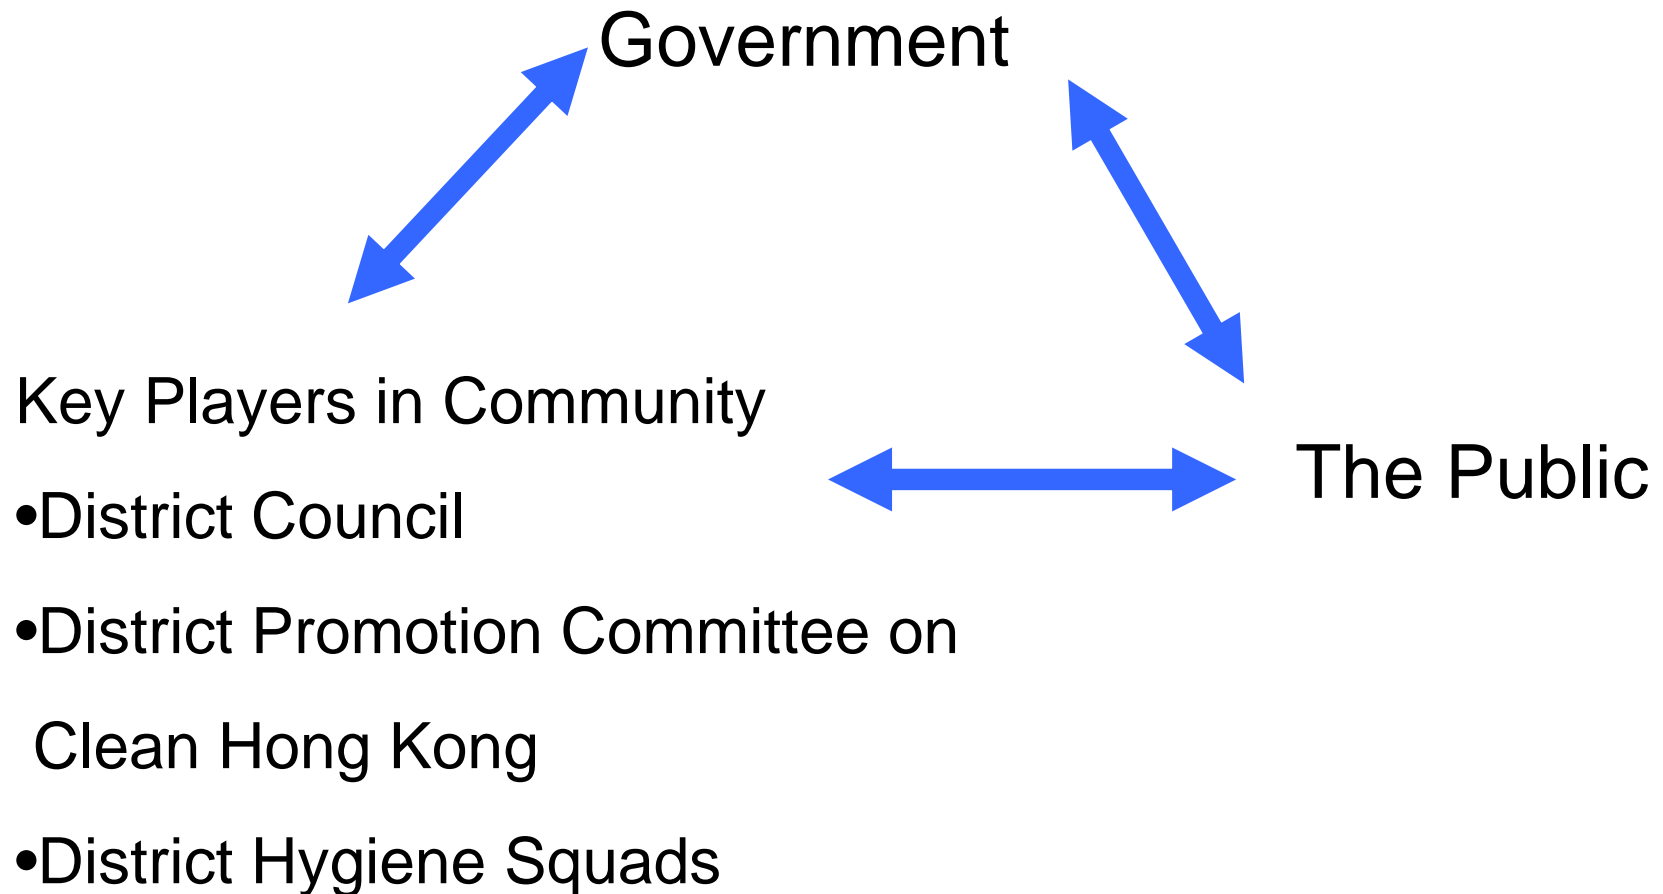 Government
Key Players in Community
The Public
•District Council
•District Promotion Committee on
Clean Hong Kong
•District Hygiene Squads